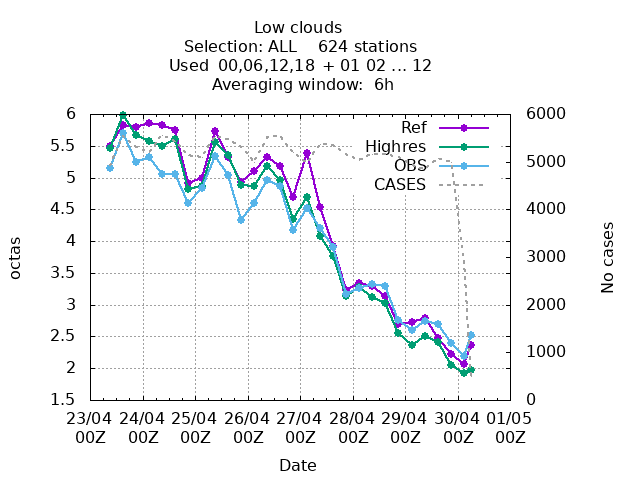 Low clouds
Selection: ALL    624 stations
Used  00,06,12,18 + 01 02 ... 12
Averaging window:  6h
6 6000
Ref
5.5 Highres 5000
OBS
5 CASES
4.5 4000
4 3000
3.5
3 2000
2.5 1000
2
1.5 0
octas
No cases
23/04 24/04 25/04 26/04 27/04 28/04 29/04 30/04 01/05
00Z 00Z 00Z 00Z 00Z 00Z 00Z 00Z 00Z
Date